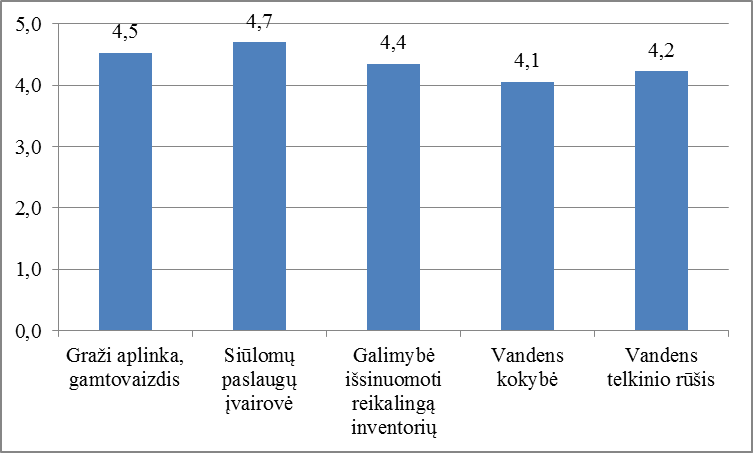 5,0
4,0
3,0
2,0
1,0
0,0
4,5
4,7
4,4
4,1
4,2
Graži aplinka,
gamtovaizdis
Siūlomų
paslaugų
įvairovė
Galimybė
išsinuomoti
reikalingą
inventorių
Vandens
kokybė
Vandens
telkinio rūšis